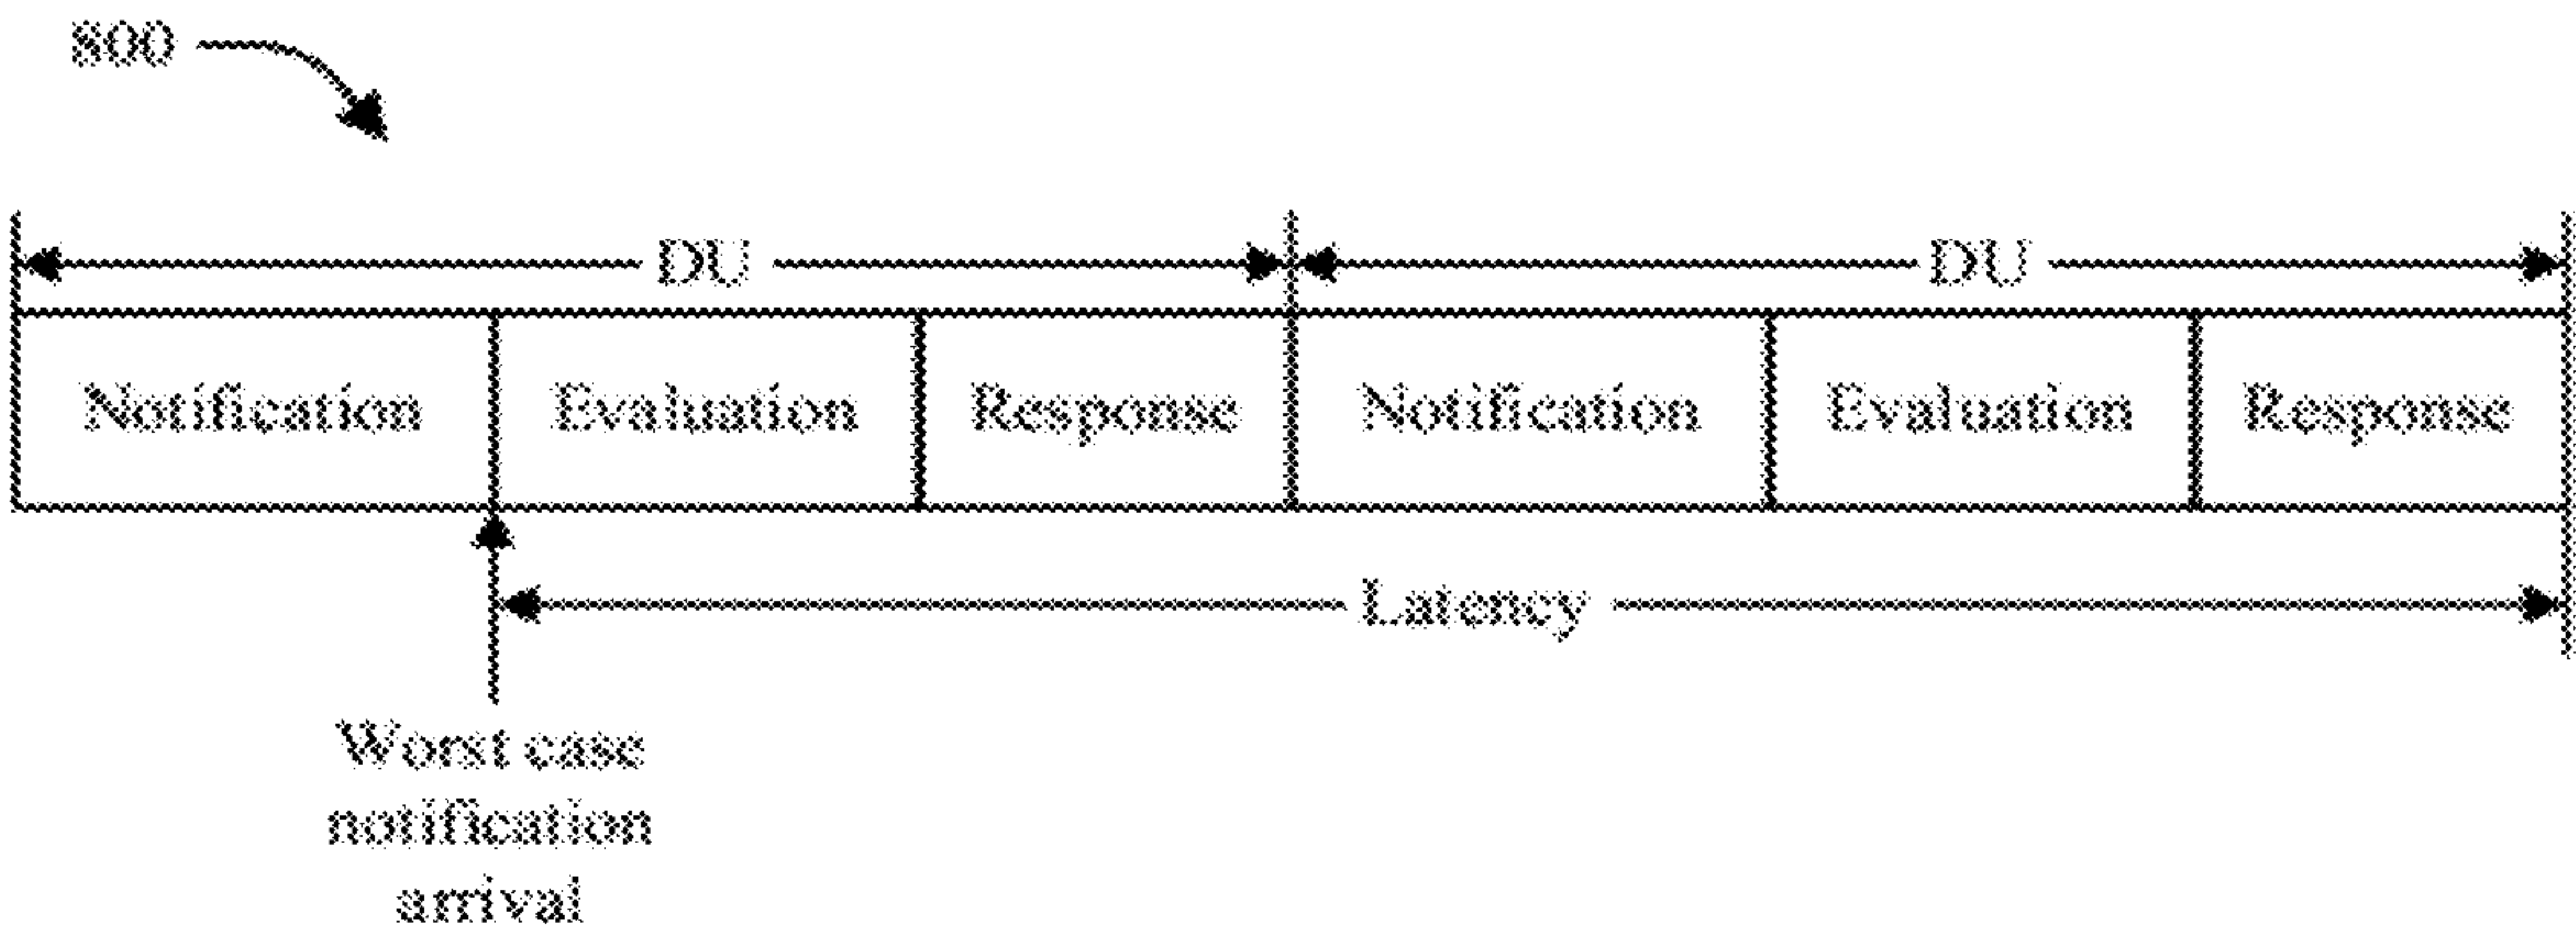 800
DU DU
Notification Evaluation Response Notification Evaluation Response
Latency
Worst case
notification
arrival